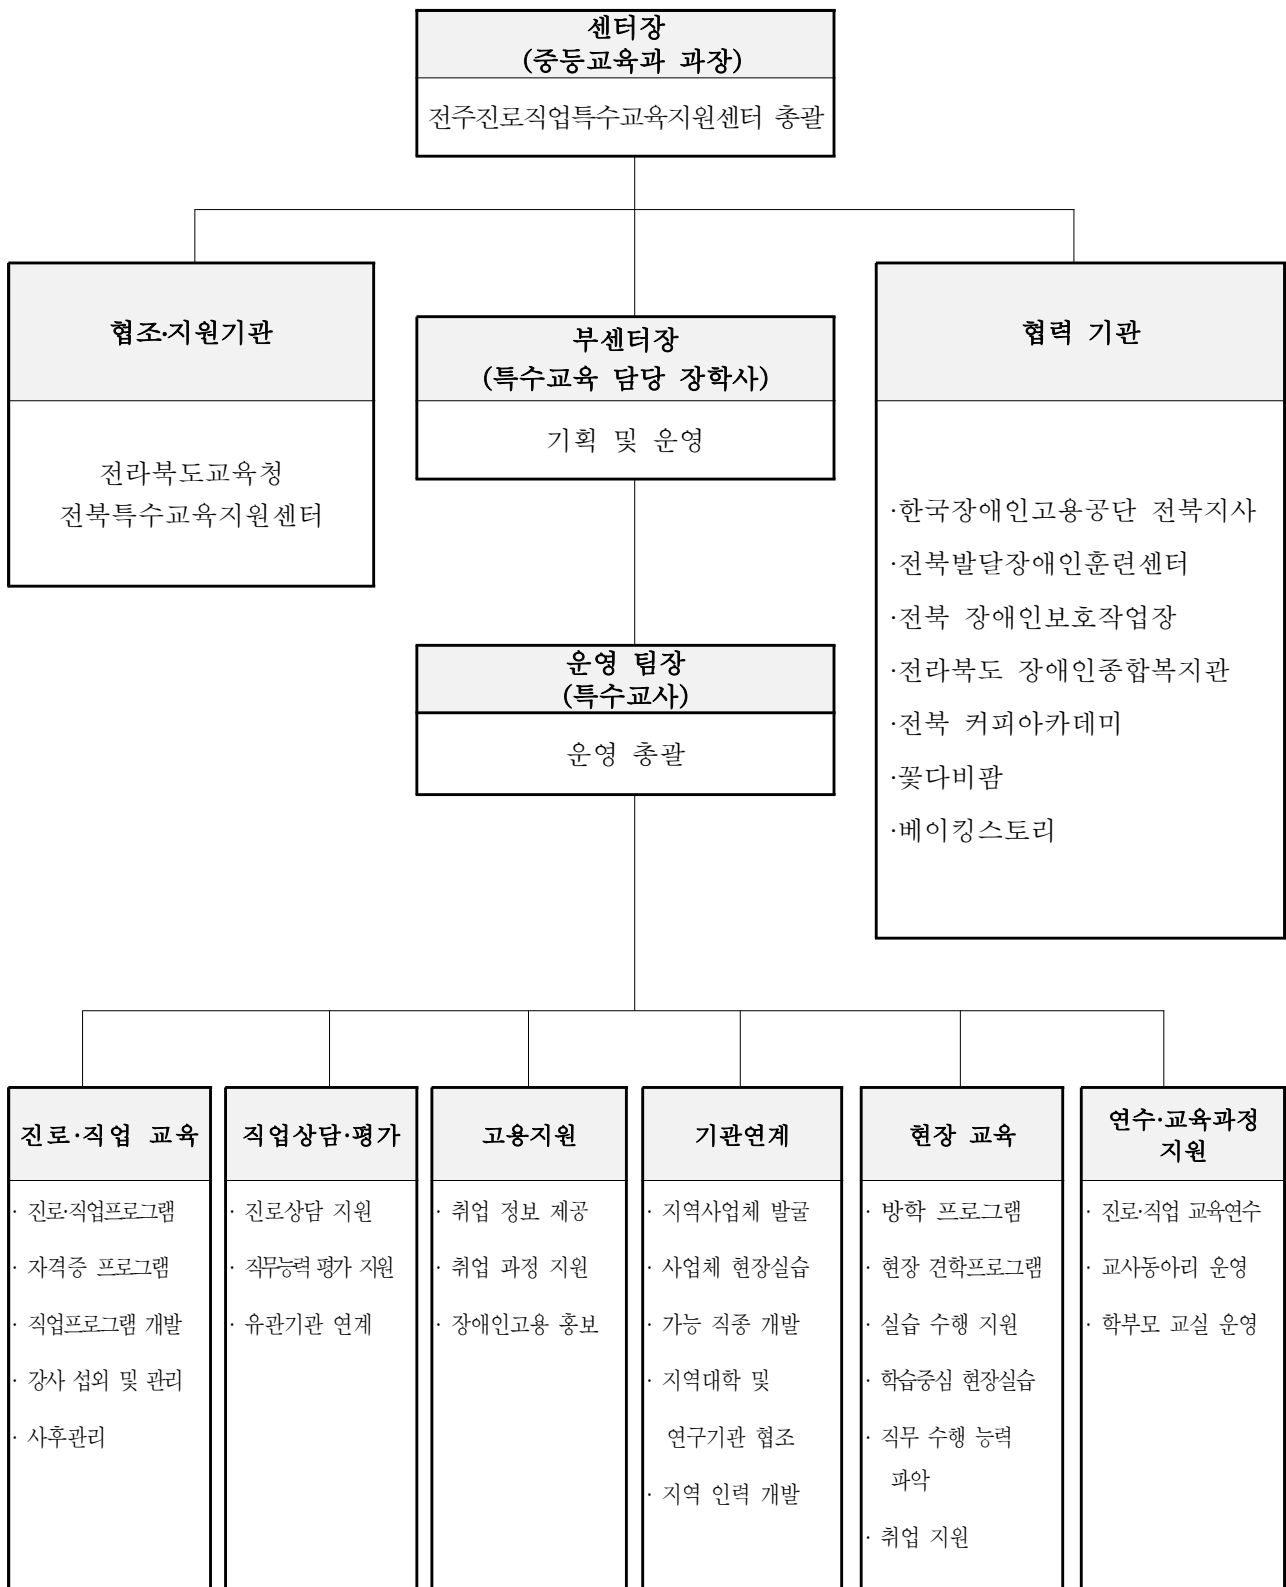 센터장
(중등교육과 과장)
전주진로직업특수교육지원센터 총괄
협조·지원기관
전라북도교육청
전북특수교육지원센터
부센터장
(특수교육 담당 장학사)
기획 및 운영
협력 기관
·한국장애인고용공단 전북지사
·전북발달장애인훈련센터
·전북 장애인보호작업장
·전라북도 장애인종합복지관
·전북 커피아카데미
·꽃다비팜
·베이킹스토리
운영 팀장
(특수교사)
운영 총괄
진로·직업 교육
· 진로·직업프로그램
· 자격증 프로그램
· 직업프로그램 개발
· 강사 섭외 및 관리
· 사후관리
직업상담·평가
· 진로상담 지원
· 직무능력 평가 지원
· 유관기관 연계
고용지원
· 취업 정보 제공
· 취업 과정 지원
· 장애인고용 홍보
기관연계
· 지역사업체 발굴
· 사업체 현장실습
· 가능 직종 개발
· 지역대학 및
연구기관 협조
· 지역 인력 개발
현장 교육
· 방학 프로그램
· 현장 견학프로그램
· 실습 수행 지원
· 학습중심 현장실습
· 직무 수행 능력
파악
· 취업 지원
연수·교육과정
지원
· 진로·직업 교육연수
· 교사동아리 운영
· 학부모 교실 운영